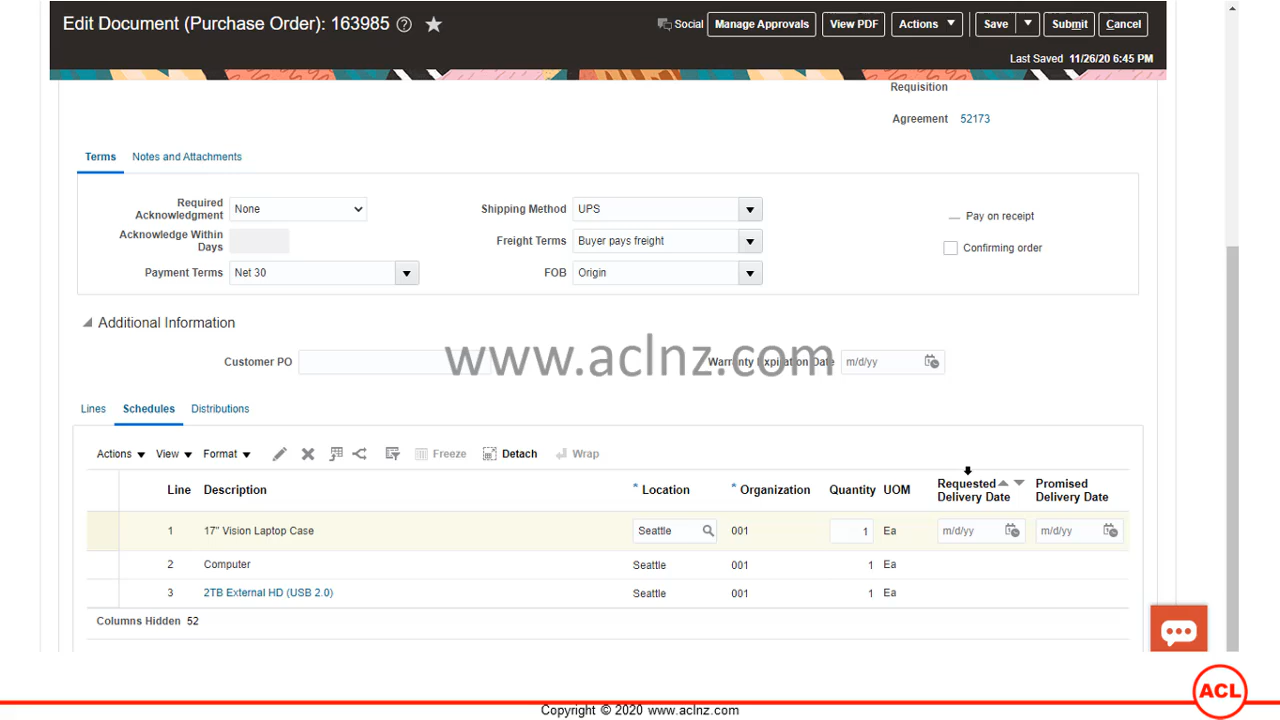 Edit Document (Purchase Order): 163985 ?
Social Manage Approvals View PDF Actions Save Submit Cancel
Last Saved 11/26/20 6:45 PM
Requisition
Agreement 52173
Terms Notes and Attachments
Required Acknowledgment None
Shipping Method UPS
Pay on receipt
Acknowledge Within Days
Freight Terms Buyer pays freight
Confirming order
Payment Terms Net 30
FOB Origin
Additional Information
Customer PO
Warranty Expiration Date m/d/yy
www.aclnz.com
Lines Schedules Distributions
Actions View Format Freeze Detach Wrap
Line Description * Location * Organization Quantity UOM Requested Delivery Date Promised Delivery Date
1 17" Vision Laptop Case Seattle 001 1 Ea m/d/yy m/d/yy
2 Computer Seattle 001 1 Ea
3 2TB External HD (USB 2.0) Seattle 001 1 Ea
Columns Hidden 52
ACL
Copyright © 2020 www.aclnz.com